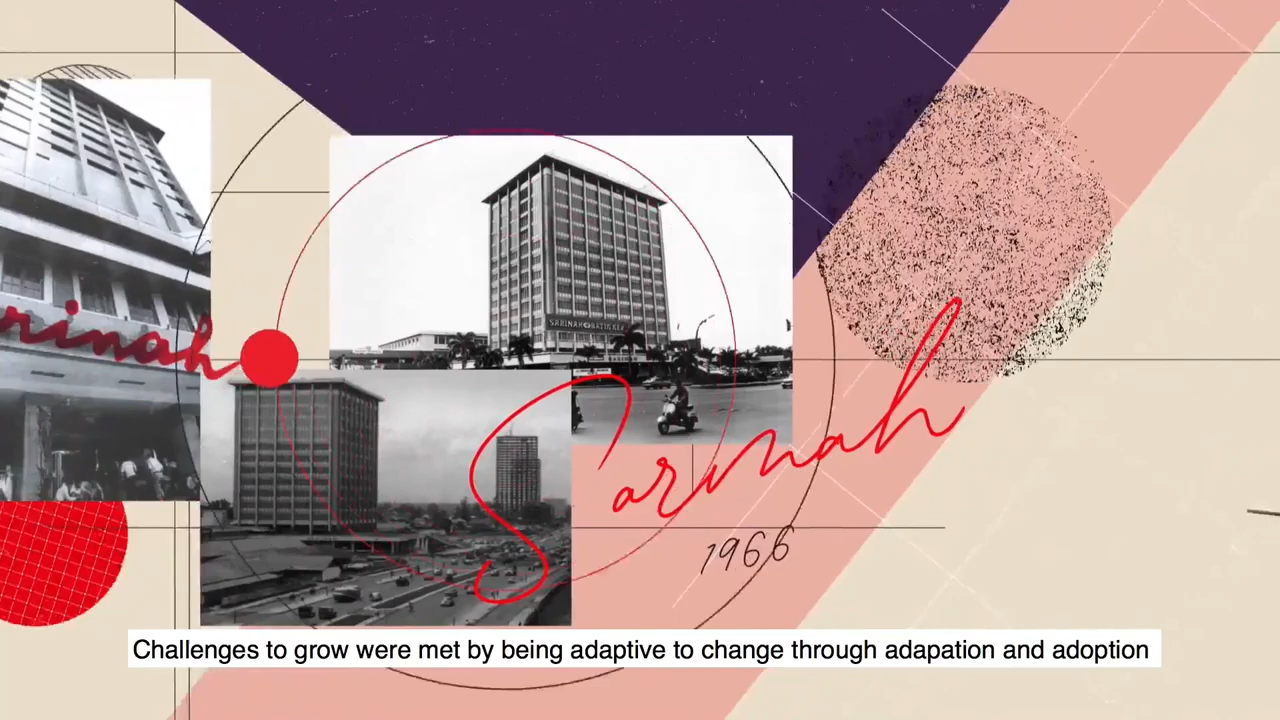 rinah
SARINAH
Sarinah
1966
Challenges to grow were met by being adaptive to change through adapation and adoption